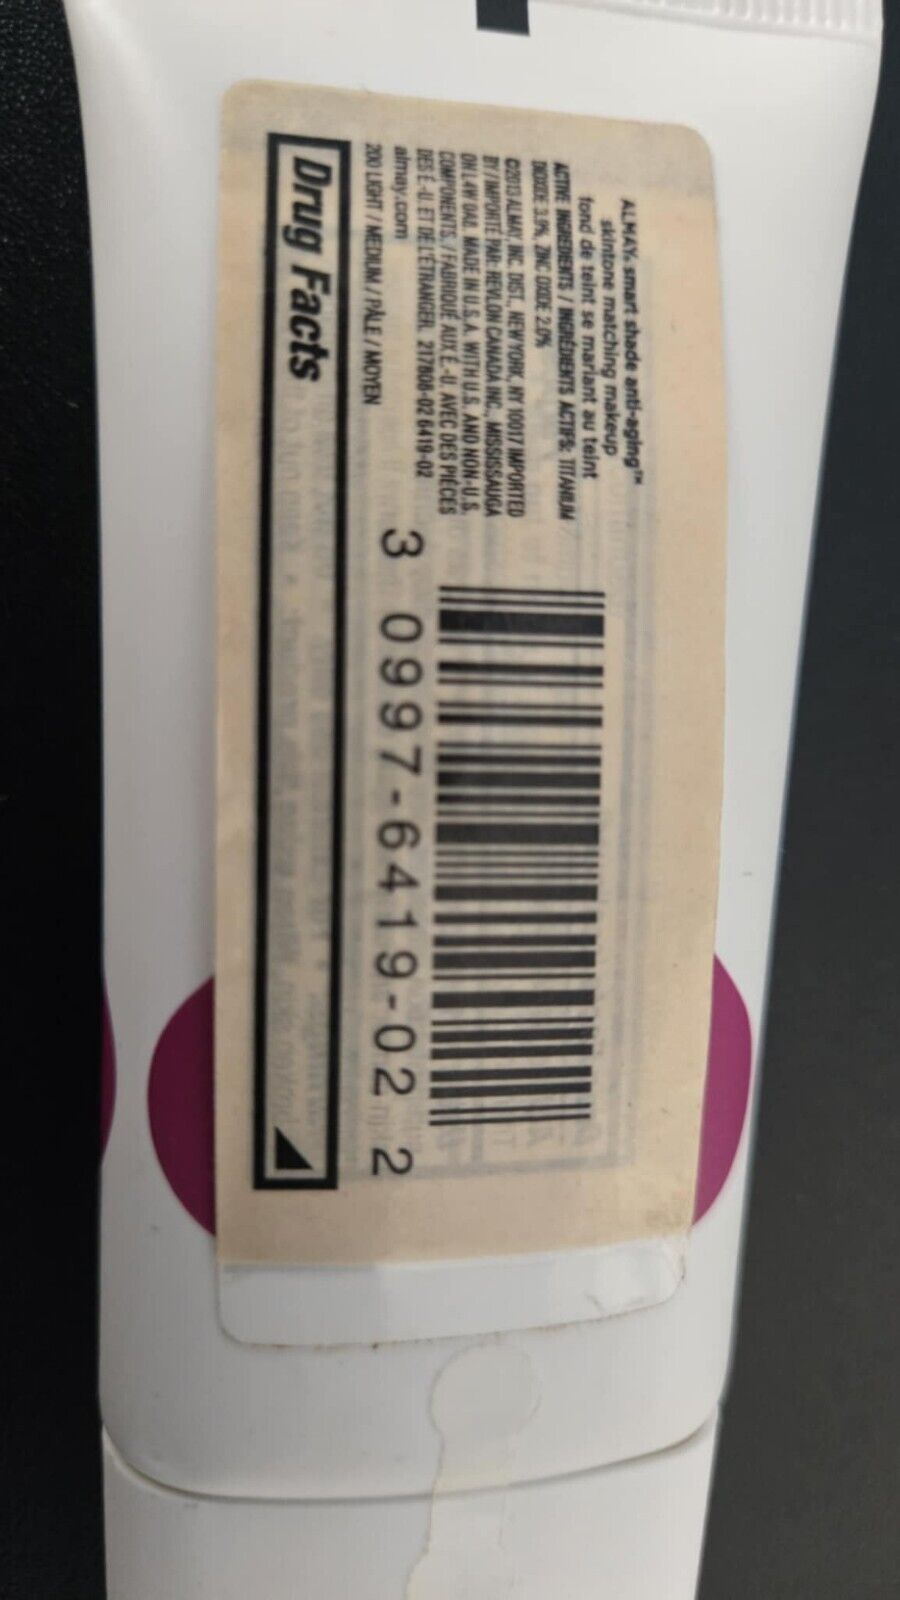 ALMAY® smart shade anti-aging™
skintone matching makeup
fond de teint se mariant au teint
ACTIVE INGREDIENTS / INGRÉDIENTS ACTIFS: TITANIUM
DIOXIDE 3.0%, ZINC OXIDE 2.0%
©2013 ALMAY, INC. DIST., NEW YORK, NY 10017 IMPORTED
BY / IMPORTÉ PAR: REVLON CANADA INC., MISSISSAUGA
ON L4W 0A8. MADE IN U.S.A. WITH U.S. AND NON-U.S.
COMPONENTS. / FABRIQUÉ AUX É.-U. AVEC DES PIÈCES
DES É.-U. ET DE L'ÉTRANGER. 217808-02 6419-02
almay.com
200 LIGHT / MEDIUM / PÂLE / MOYEN
3 0997-6419-02 2
Drug Facts